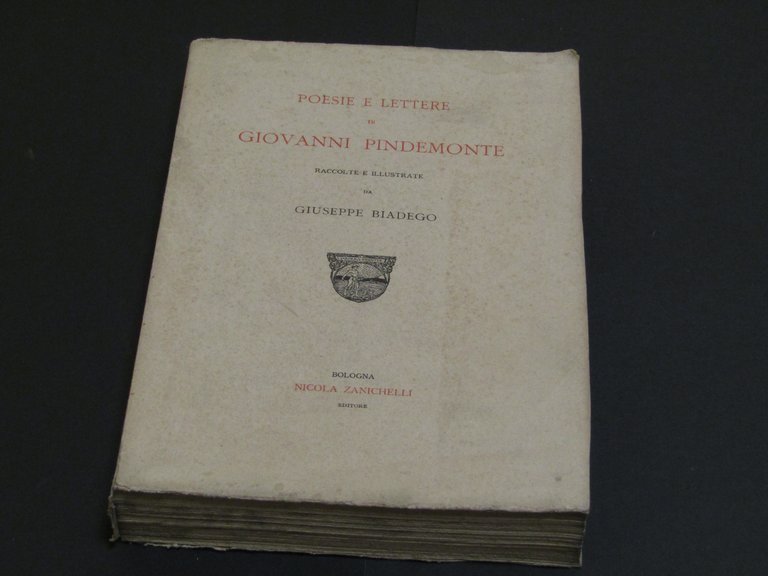 POESIE E LETTERE
DI
GIOVANNI PINDEMONTE
RACCOLTE E ILLUSTRATE
DA
GIUSEPPE BIADEGO
BOLOGNA
NICOLA ZANICHELLI
EDITORE